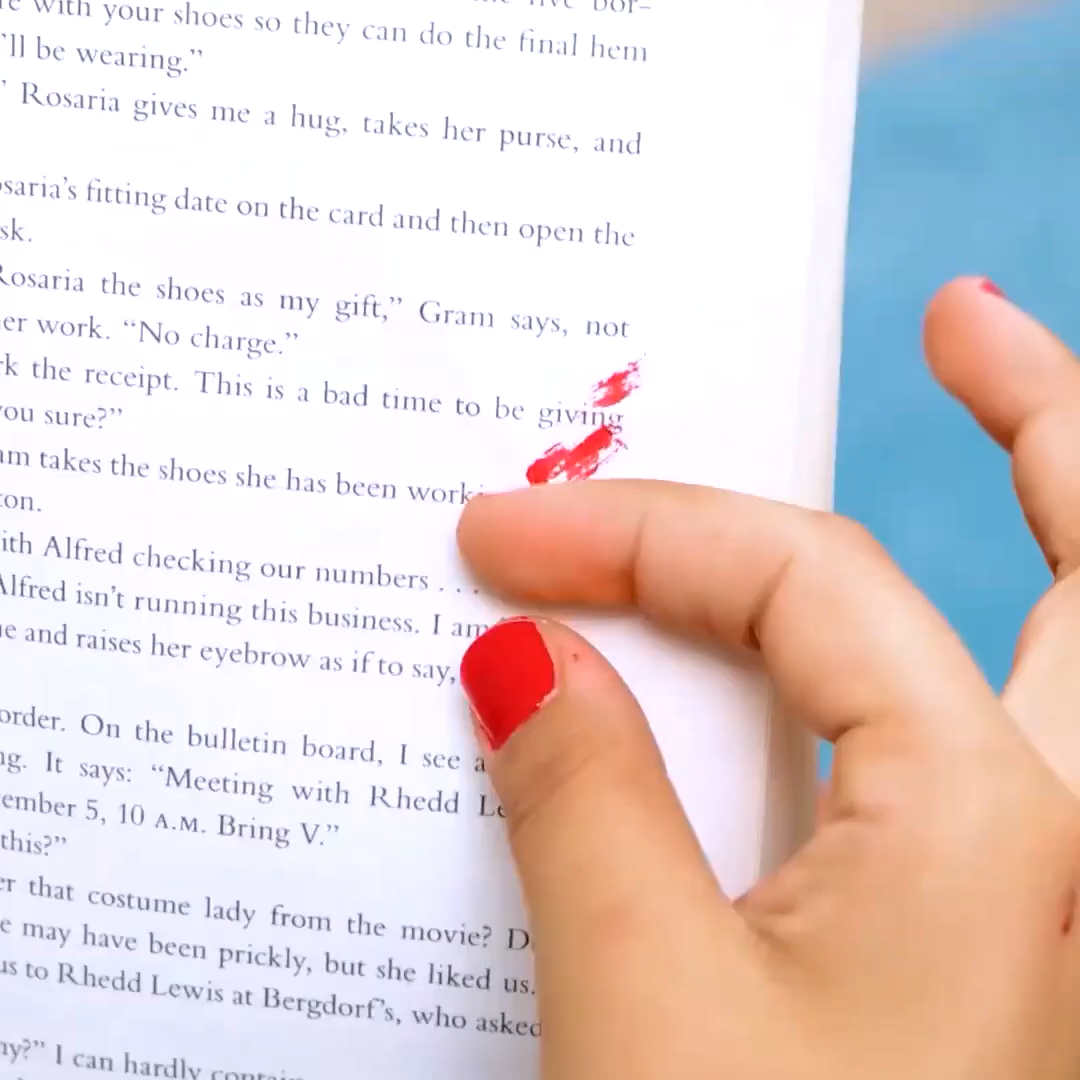 with your shoes so they can do the final hem
'll be wearing.”
Rosaria gives me a hug, takes her purse, and
osaria's fitting date on the card and then open the
sk.
Rosaria the shoes as my gift,” Gram says, not
er work. “No charge.”
k the receipt. This is a bad time to be giving
you sure?”
am takes the shoes she has been work
ton.
ith Alfred checking our numbers . . .
Alfred isn't running this business. I am
e and raises her eyebrow as if to say,
order. On the bulletin board, I see a
ng. It says: “Meeting with Rhedd Le
ember 5, 10 A.M. Bring V.”
this?”
er that costume lady from the movie? D
e may have been prickly, but she liked us.
us to Rhedd Lewis at Bergdorf's, who asked
hy?” I can hardly